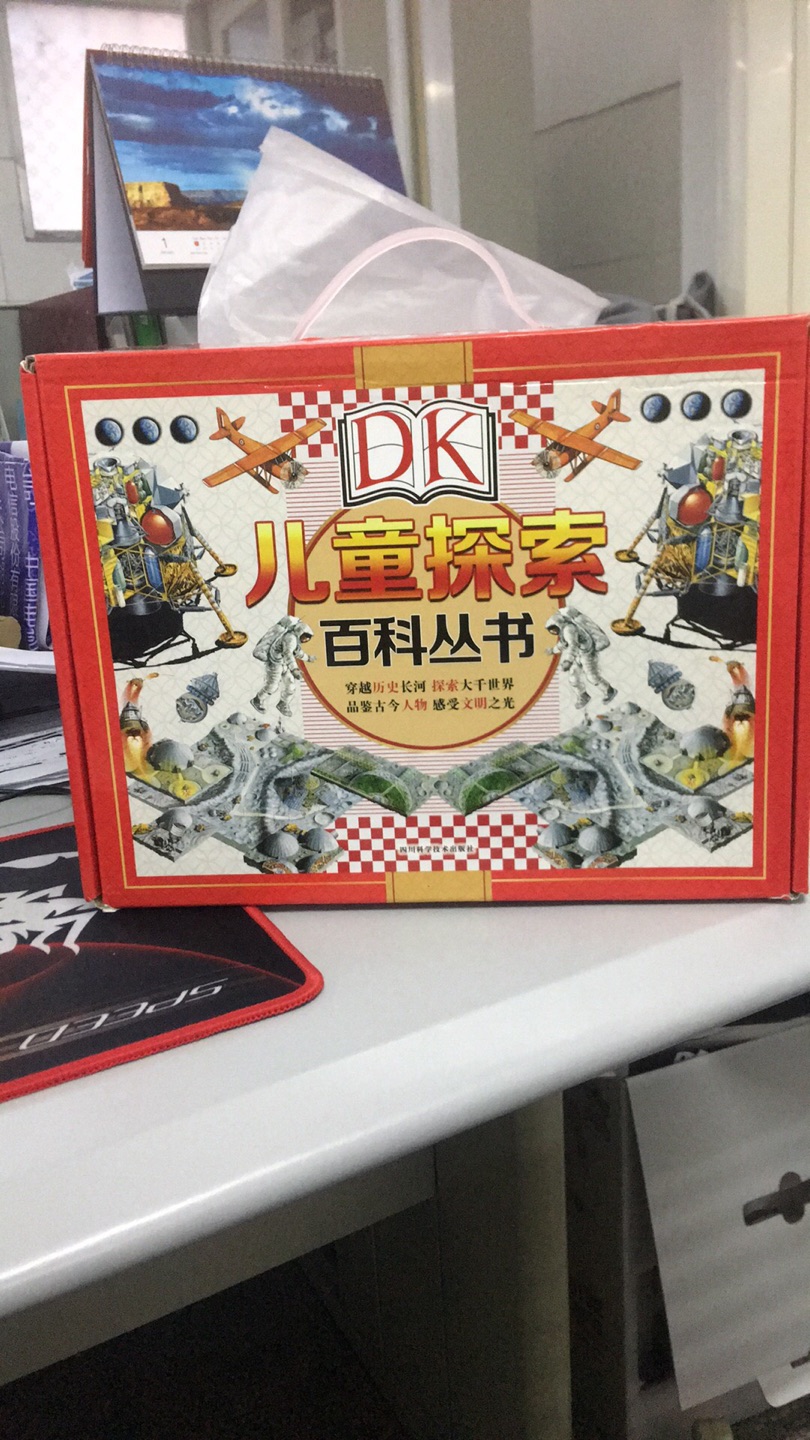 1
DK
儿童探索
百科丛书
穿越历史长河 探索大千世界
品鉴古今人物 感受文明之光
四川科学技术出版社
SPEED